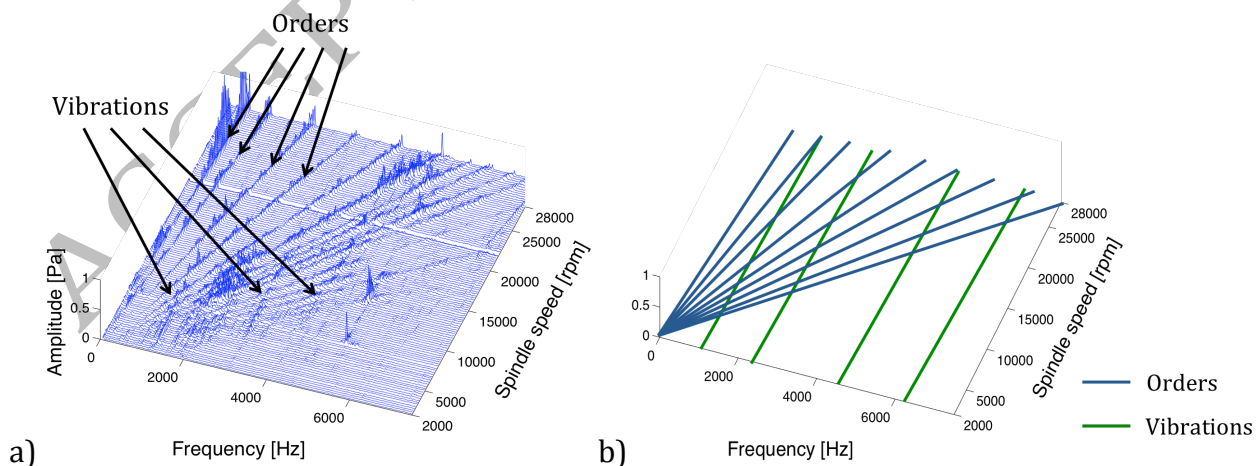 Orders
Vibrations
Amplitude [Pa]
1
0.5
0
0
2000
4000
6000
Frequency [Hz]
2000
5000
10000
15000
20000
25000
28000
Spindle speed [rpm]
a)
1
0.5
0
0
2000
4000
6000
Frequency [Hz]
2000
5000
10000
15000
20000
25000
28000
Spindle speed [rpm]
b)
Orders
Vibrations
ACCEP